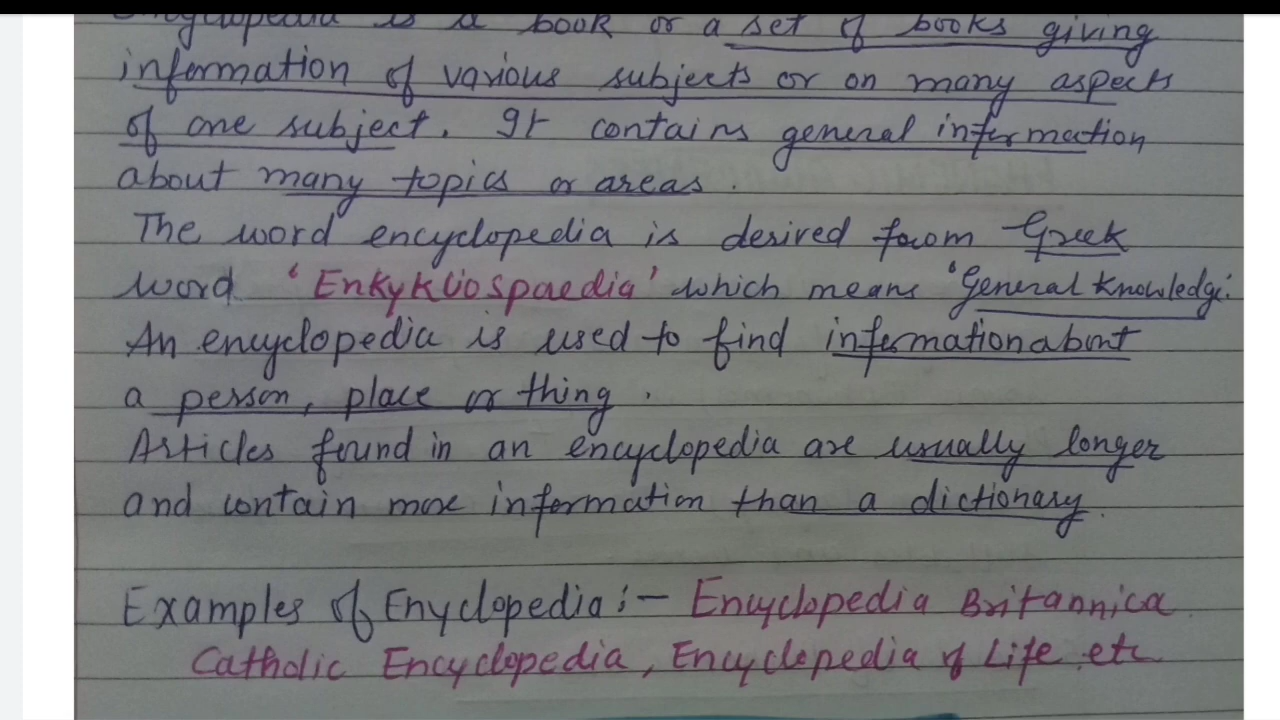 Encyclopedia is a book or a set of books giving
information of various subjects or on many aspects
of one subject. It contains general information
about many topics or areas.
The word encyclopedia is desired from Greek
word 'Enkykliospaedia' which means 'General Knowledge'.
An encyclopedia is used to find information about
a person, place or thing.
Articles found in an encyclopedia are usually longer
and contain more information than a dictionary.
Examples of Enyclopedia :- Encyclopedia Britannica
Catholic Encyclopedia, Encyclopedia of Life etc